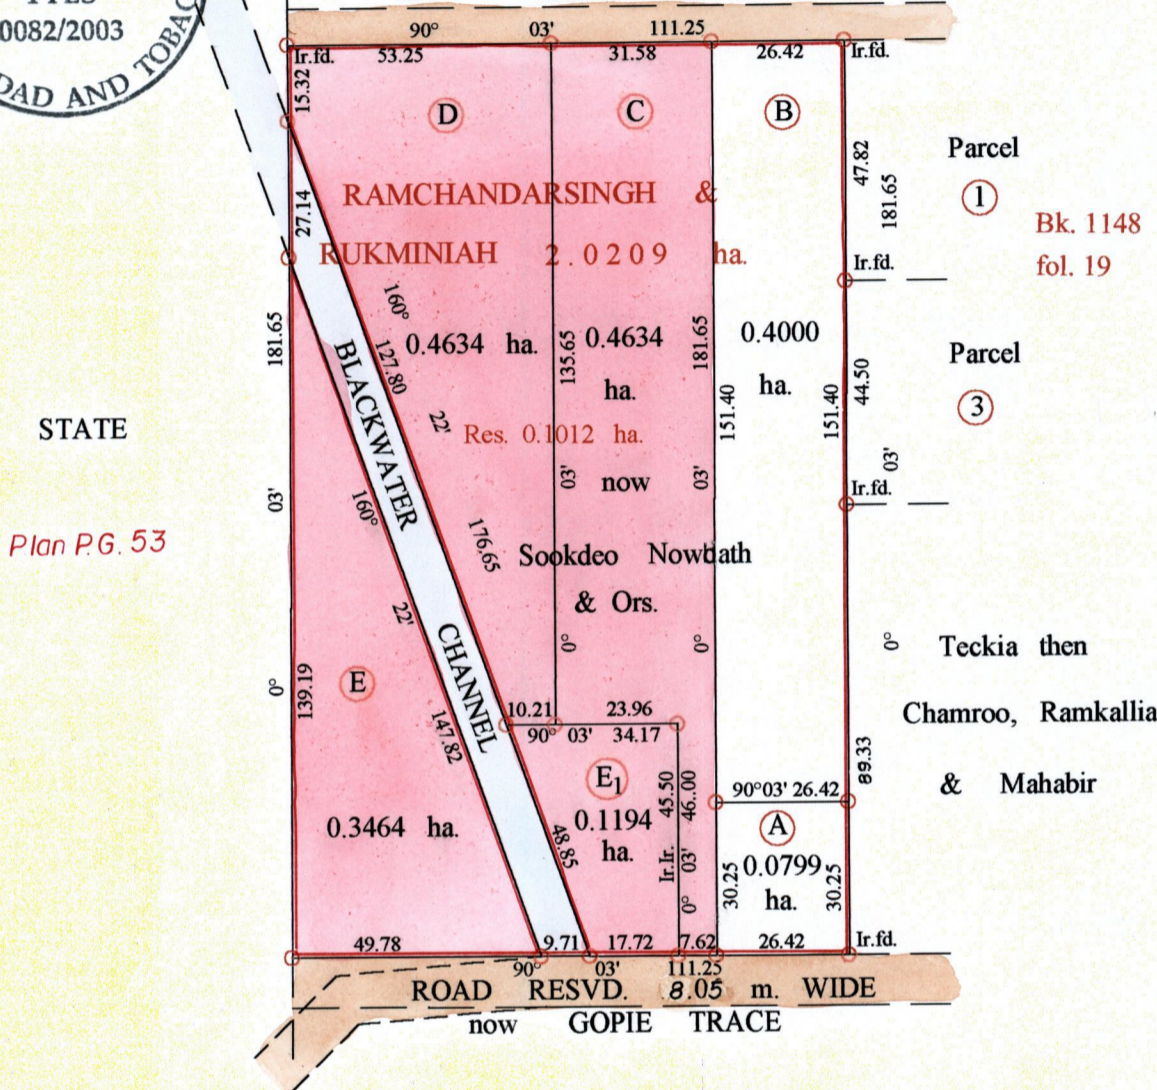 0082/2003
DAD AND TOBAC
90° 03' 111.25
Ir.fd. 53.25 31.58 26.42 Ir.fd.
15.32
D C B
27.14
47.82
181.65
Parcel
1
Bk. 1148
fol. 19
RAMCHANDARSINGH &
RUKMINIAH 2.0209 ha.
Ir.fd.
160°
127.80
22'
176.65
0.4634 ha.
135.65
03'
0°
0.4634
ha.
181.65
03'
0°
0.4000
ha.
151.40
151.40
44.50
03'
0°
Parcel
3
Ir.fd.
181.65
03'
0°
STATE
Plan P.G. 53
Res. 0.1012 ha.
now
Sookdeo Nowbath
& Ors.
BLACKWATER
CHANNEL
160°
22'
147.82
139.19
E
0.3464 ha.
Teckia then
Chamroo, Ramkallia
& Mahabir
10.21 23.96
90° 03' 34.17
E1
0.1194
ha.
48.85
45.50
Ir.Ir.
46.00
03'
0°
89.33
90°03' 26.42
A
0.0799
ha.
30.25
30.25
Ir.fd.
49.78 9.71 17.72 7.62 26.42
90° 03' 111.25
ROAD RESVD. 8.05 m. WIDE
now GOPIE TRACE